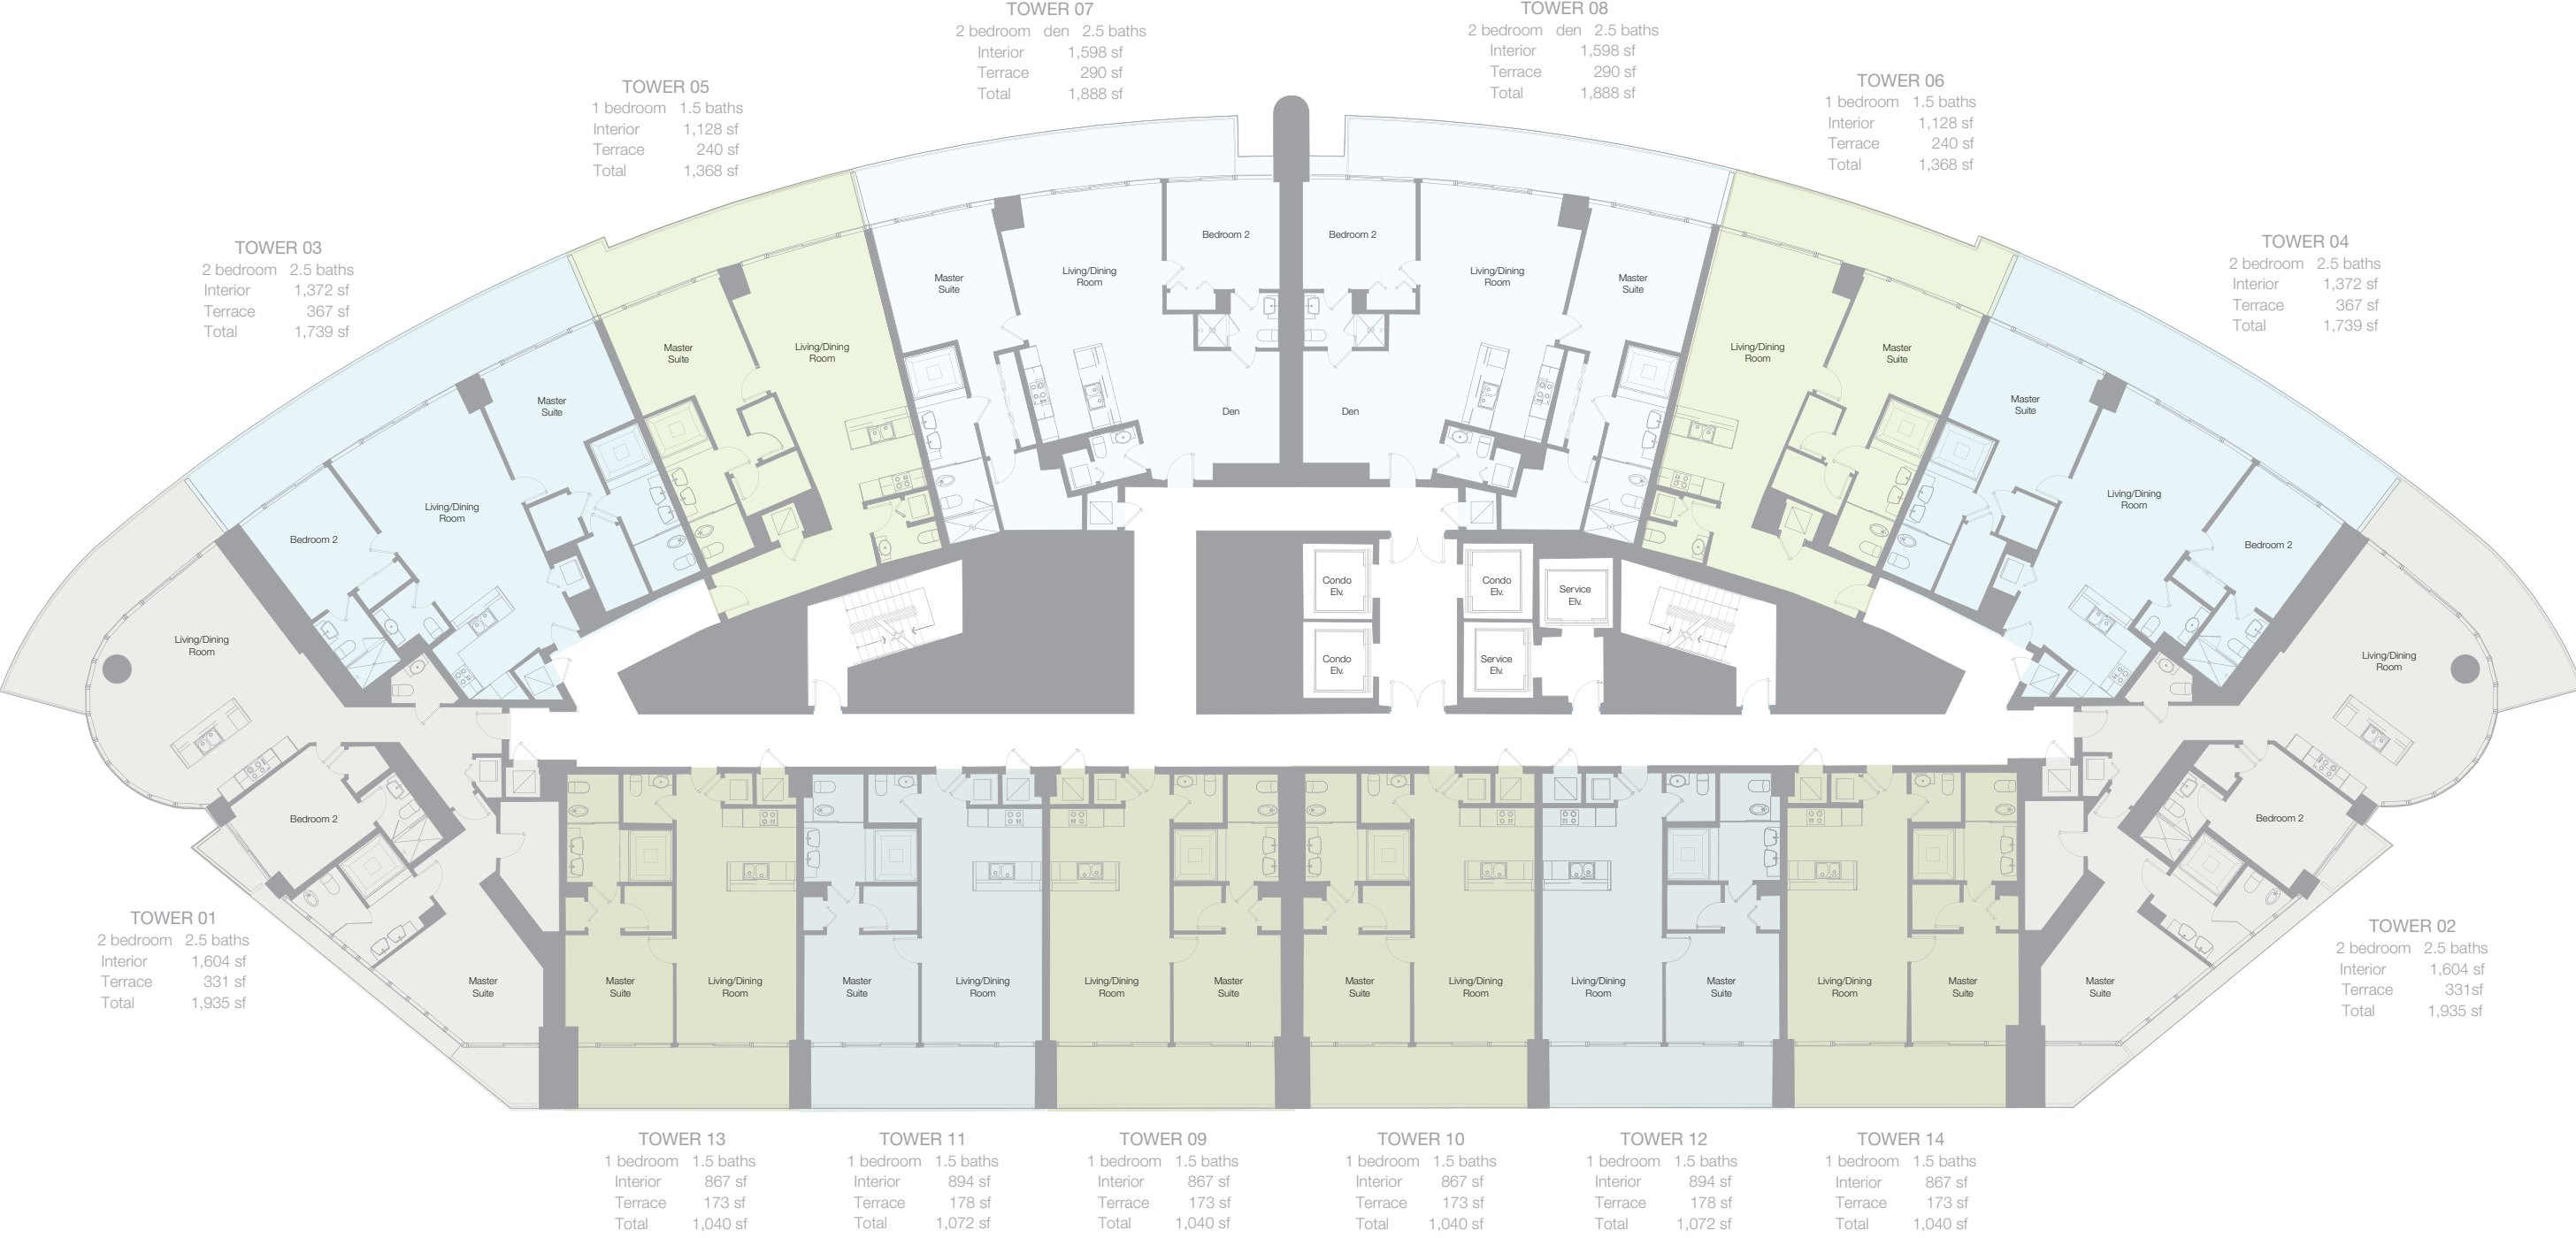 TOWER 07
2 bedroom den 2.5 baths
Interior 1,598 sf
Terrace 290 sf
Total 1,888 sf
TOWER 08
2 bedroom den 2.5 baths
Interior 1,598 sf
Terrace 290 sf
Total 1,888 sf
TOWER 05
1 bedroom 1.5 baths
Interior 1,128 sf
Terrace 240 sf
Total 1,368 sf
TOWER 06
1 bedroom 1.5 baths
Interior 1,128 sf
Terrace 240 sf
Total 1,368 sf
TOWER 03
2 bedroom 2.5 baths
Interior 1,372 sf
Terrace 367 sf
Total 1,739 sf
TOWER 04
2 bedroom 2.5 baths
Interior 1,372 sf
Terrace 367 sf
Total 1,739 sf
Bedroom 2
Bedroom 2
Master
Suite
Living/Dining
Room
Living/Dining
Room
Master
Suite
Master
Suite
Living/Dining
Room
Living/Dining
Room
Master
Suite
Master
Suite
Den
Den
Master
Suite
Living/Dining
Room
Living/Dining
Room
Bedroom 2
Bedroom 2
Living/Dining
Room
Living/Dining
Room
Condo
Elv.
Condo
Elv.
Service
Elv.
Condo
Elv.
Service
Elv.
Bedroom 2
Bedroom 2
TOWER 01
2 bedroom 2.5 baths
Interior 1,604 sf
Terrace 331 sf
Total 1,935 sf
TOWER 02
2 bedroom 2.5 baths
Interior 1,604 sf
Terrace 331sf
Total 1,935 sf
Master
Suite
Master
Suite
Living/Dining
Room
Master
Suite
Living/Dining
Room
Living/Dining
Room
Master
Suite
Master
Suite
Living/Dining
Room
Living/Dining
Room
Master
Suite
Living/Dining
Room
Master
Suite
Master
Suite
TOWER 13
1 bedroom 1.5 baths
Interior 867 sf
Terrace 173 sf
Total 1,040 sf
TOWER 11
1 bedroom 1.5 baths
Interior 894 sf
Terrace 178 sf
Total 1,072 sf
TOWER 09
1 bedroom 1.5 baths
Interior 867 sf
Terrace 173 sf
Total 1,040 sf
TOWER 10
1 bedroom 1.5 baths
Interior 867 sf
Terrace 173 sf
Total 1,040 sf
TOWER 12
1 bedroom 1.5 baths
Interior 894 sf
Terrace 178 sf
Total 1,072 sf
TOWER 14
1 bedroom 1.5 baths
Interior 867 sf
Terrace 173 sf
Total 1,040 sf